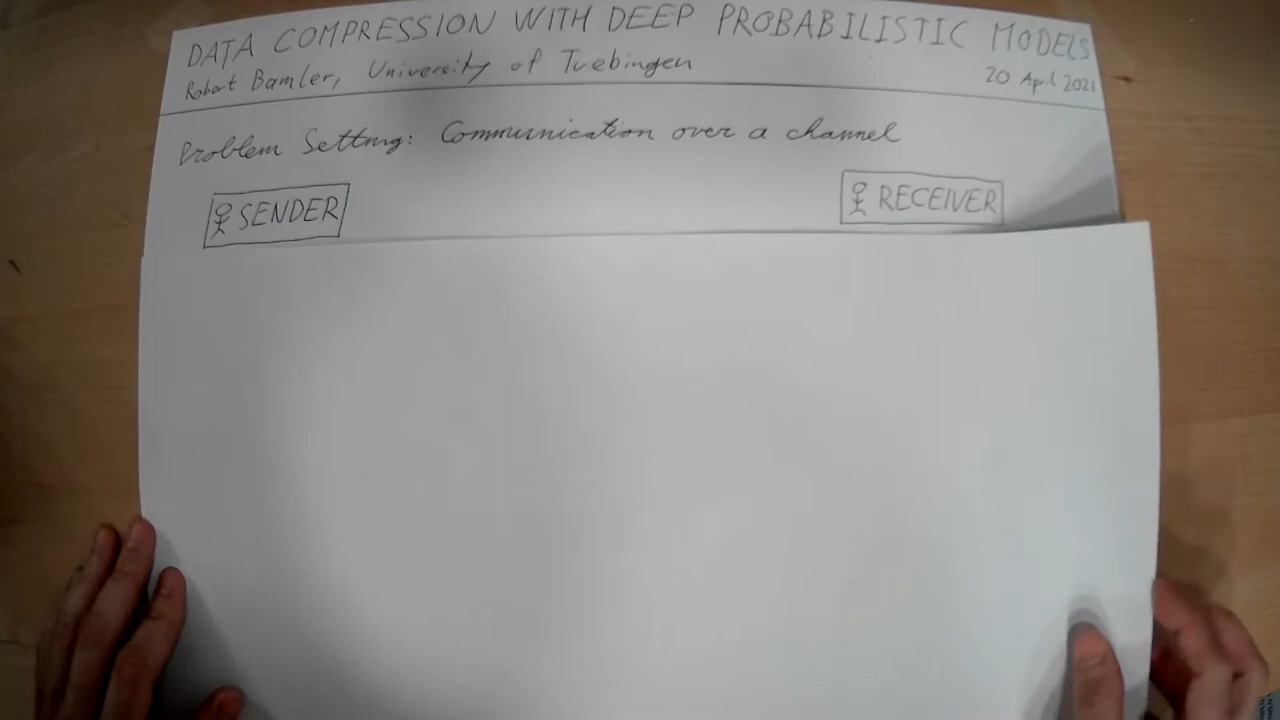 DATA COMPRESSION WITH DEEP PROBABILISTIC MODELS
Robert Bamler, University of Tuebingen
20 April 2021
Problem Setting: Communication over a channel
SENDER
RECEIVER